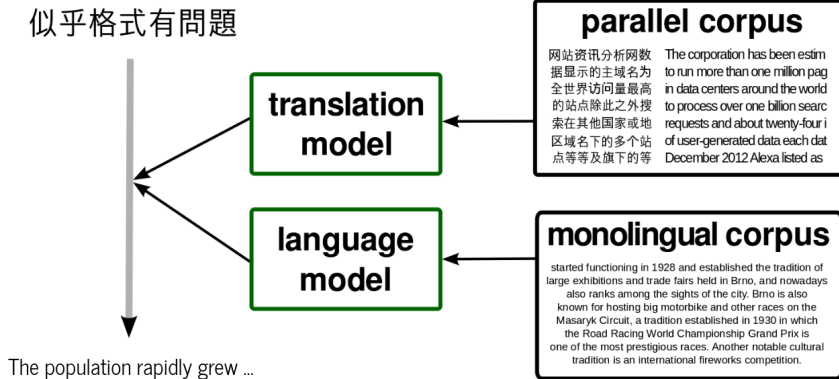 似乎格式有問題
parallel corpus
网站资讯分析网数
据显示的主域名为
全世界访问量最高
的站点除此之外搜
索在其他国家或地
区域名下的多个站
点等等及旗下的等
The corporation has been estim
to run more than one million pag
in data centers around the world
to process over one billion searc
requests and about twenty-four i
of user-generated data each dat
December 2012 Alexa listed as
translation
model
language
model
monolingual corpus
started functioning in 1928 and established the tradition of
large exhibitions and trade fairs held in Brno, and nowadays
also ranks among the sights of the city. Brno is also
known for hosting big motorbike and other races on the
Masaryk Circuit, a tradition established in 1930 in which
the Road Racing World Championship Grand Prix is
one of the most prestigious races. Another notable cultural
tradition is an international fireworks competition.
The population rapidly grew ...